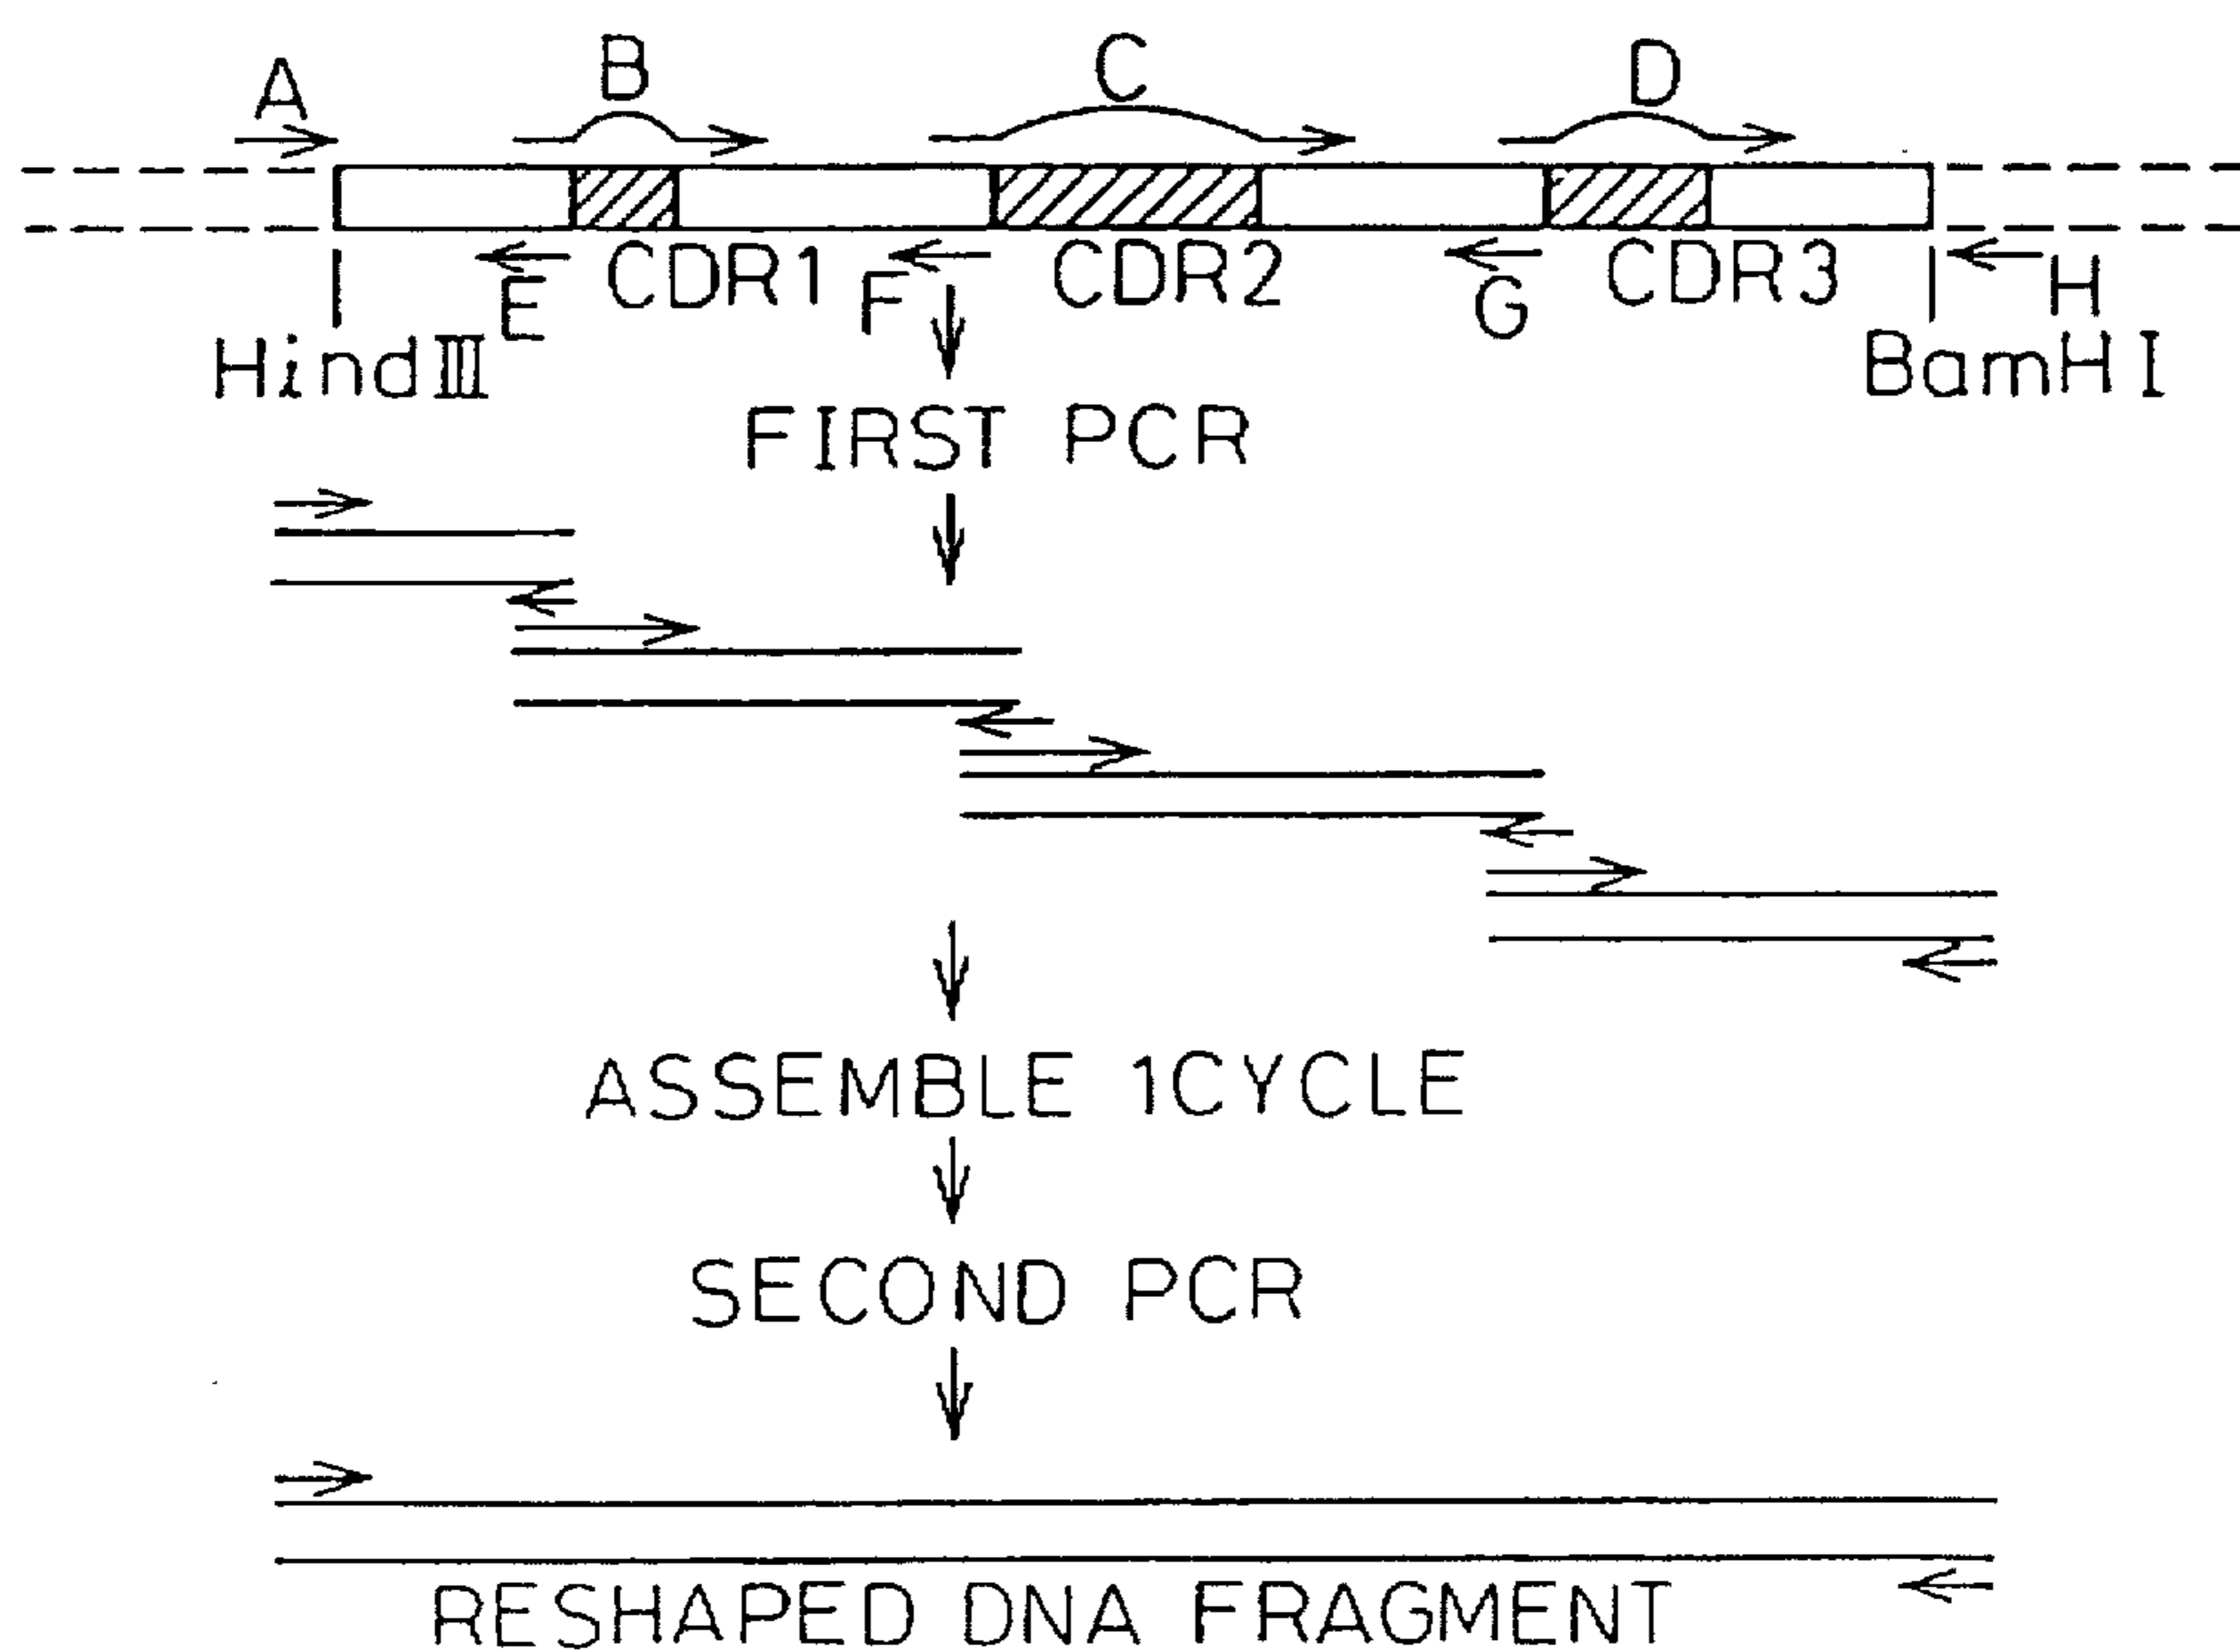 A B C D
E CDR1 F CDR2 G CDR3 H
HindIII BamHI
FIRST PCR
ASSEMBLE 1CYCLE
SECOND PCR
RESHAPED DNA FRAGMENT